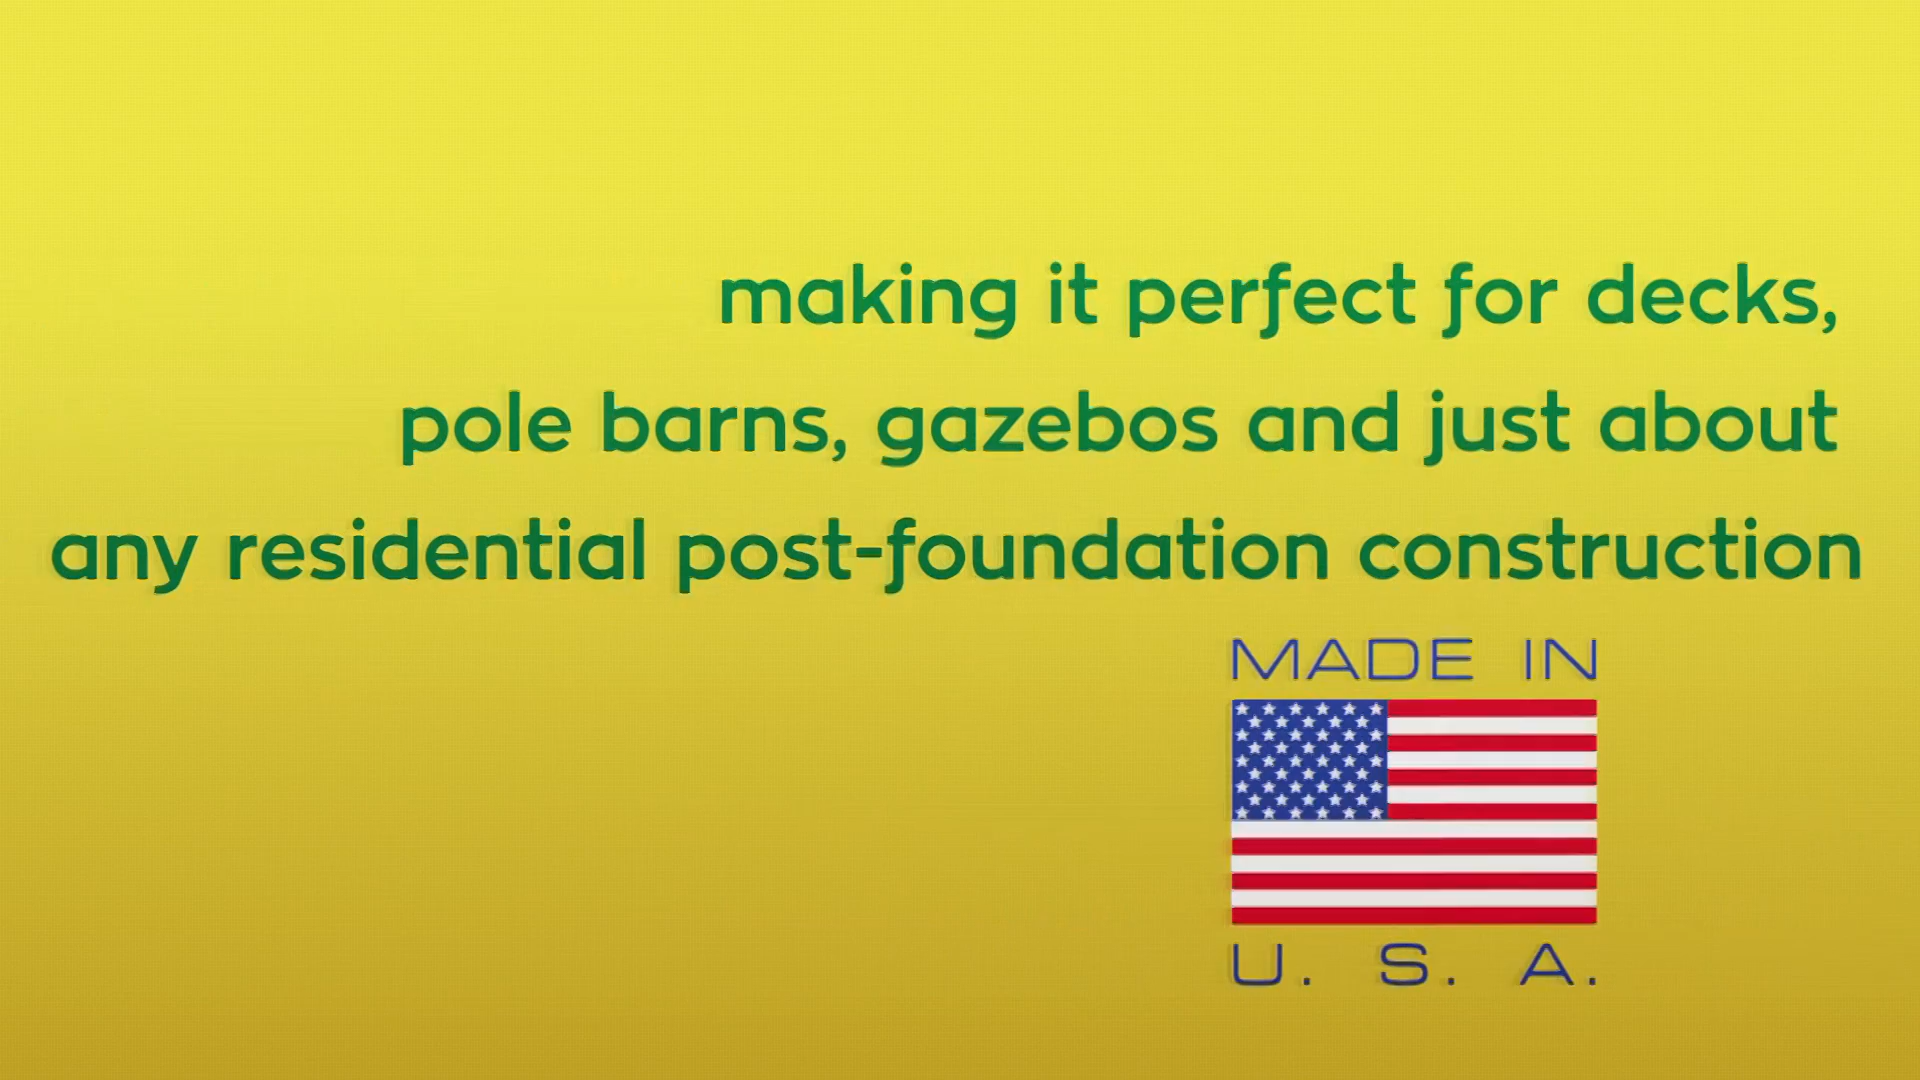 making it perfect for decks,
pole barns, gazebos and just about
any residential post-foundation construction
MADE IN
U. S. A.